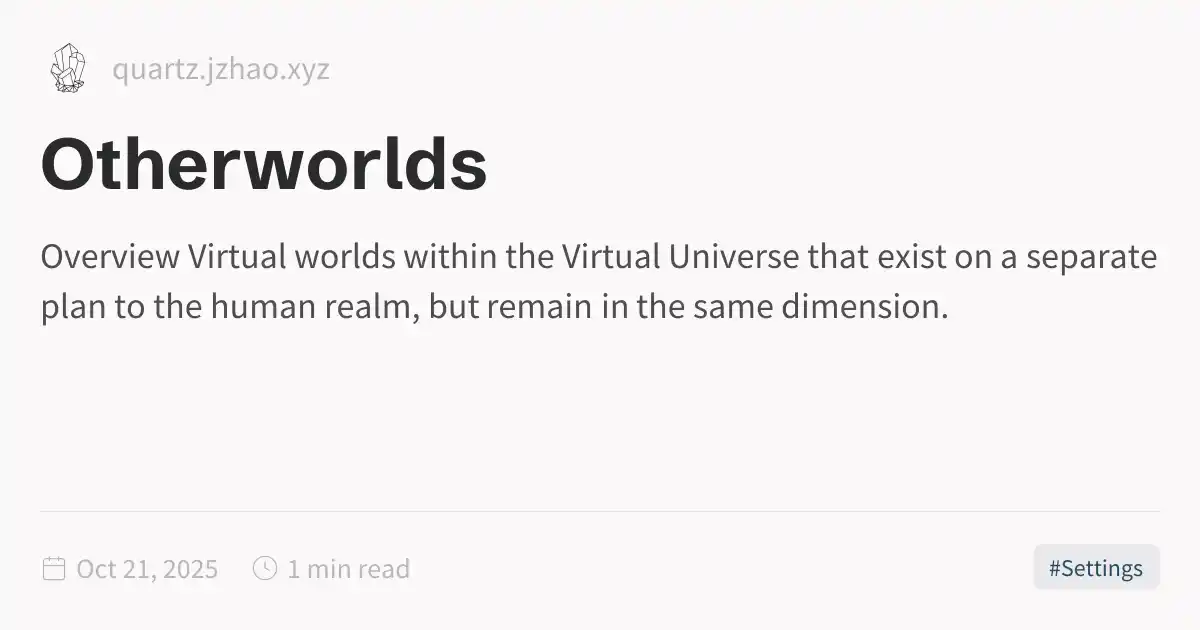 quartz.jzhao.xyz
Otherworlds
Overview Virtual worlds within the Virtual Universe that exist on a separate
plan to the human realm, but remain in the same dimension.
Oct 21, 2025
1 min read
#Settings